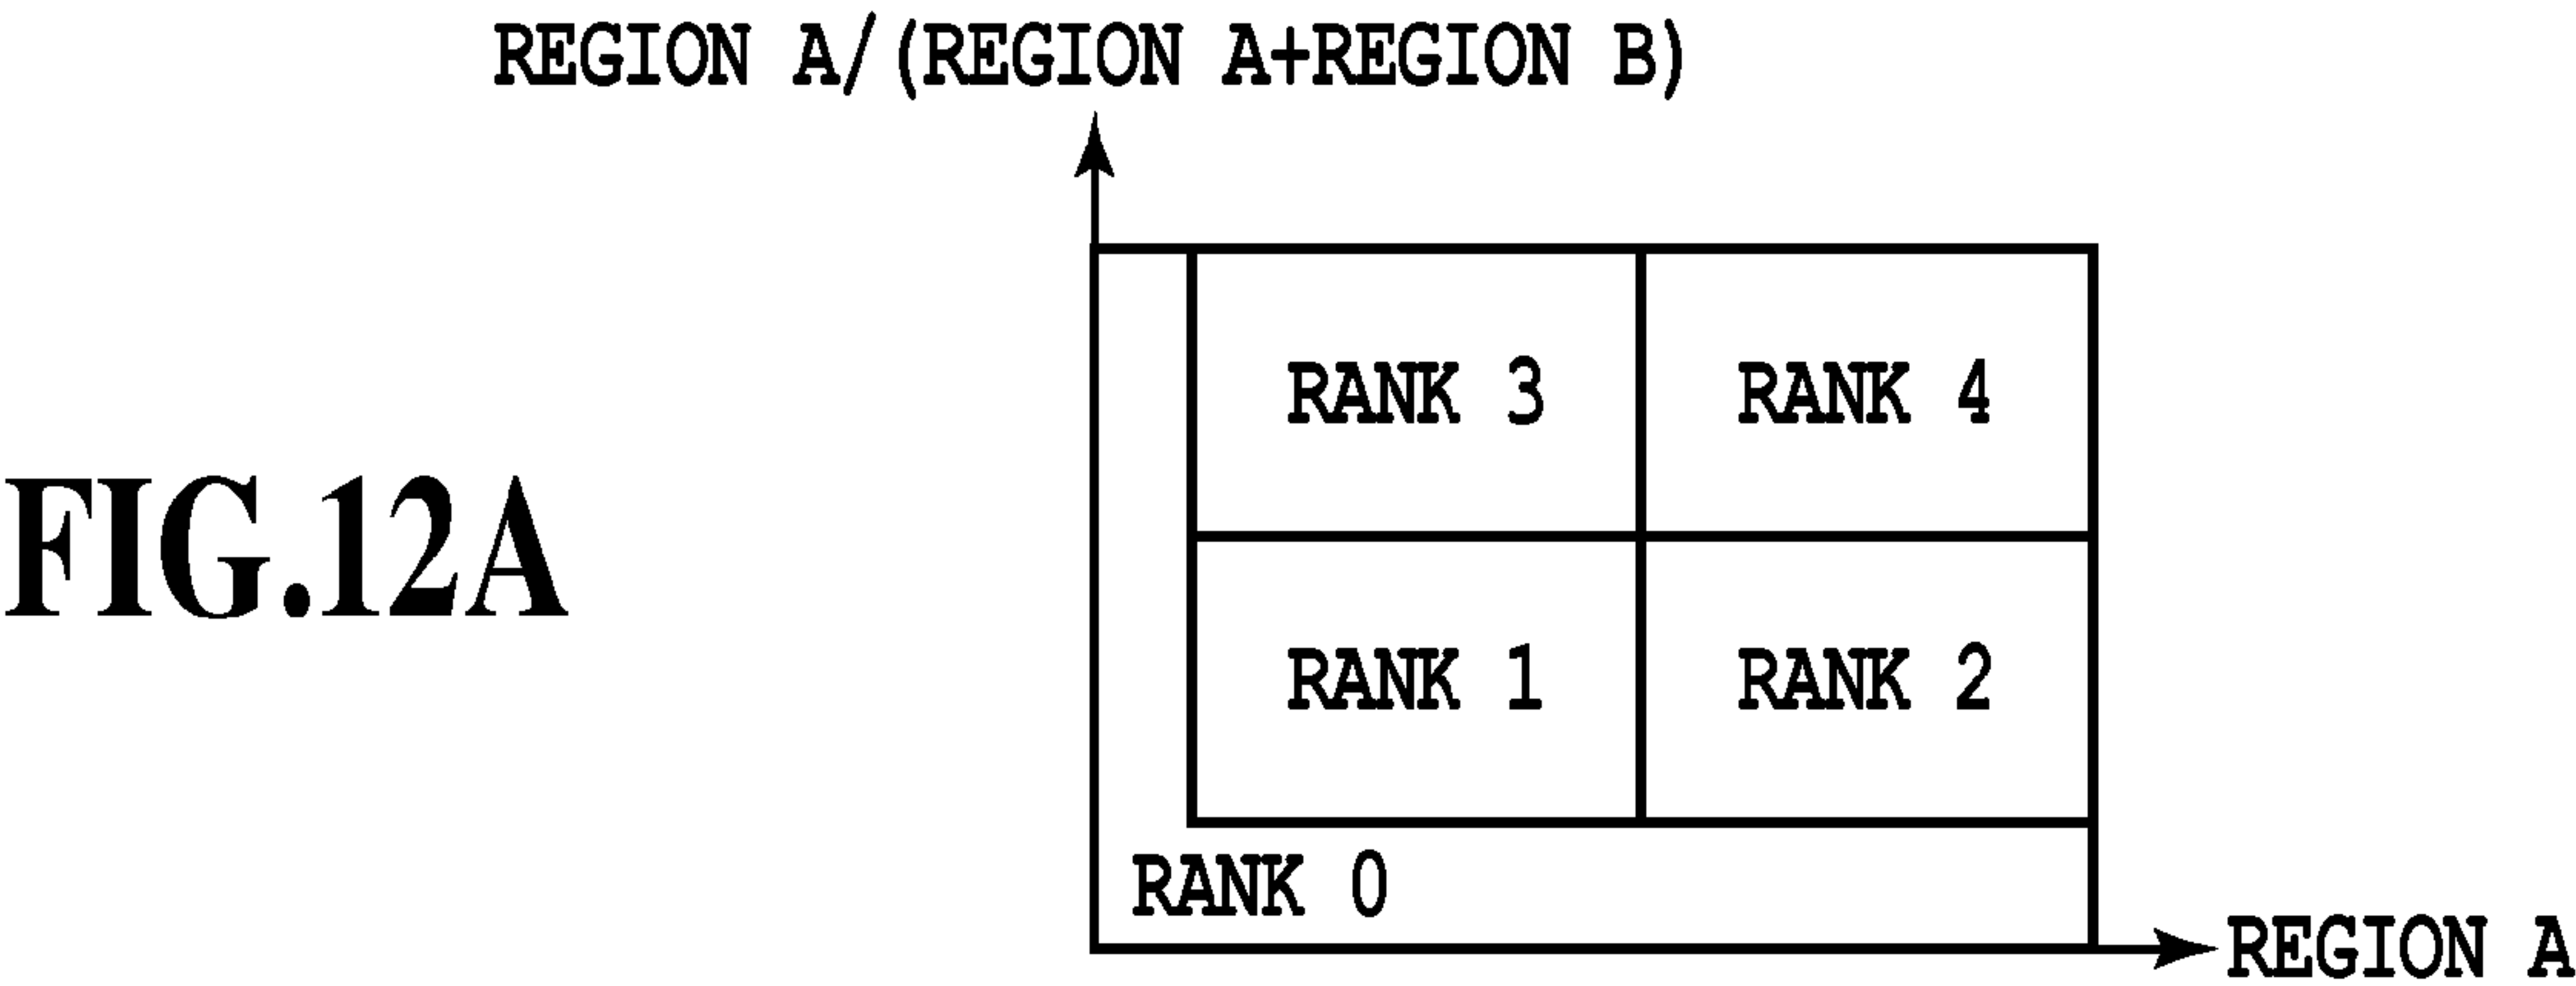 REGION A/(REGION A+REGION B)
RANK 3 RANK 4
FIG.12A
RANK 1 RANK 2
RANK 0
REGION A